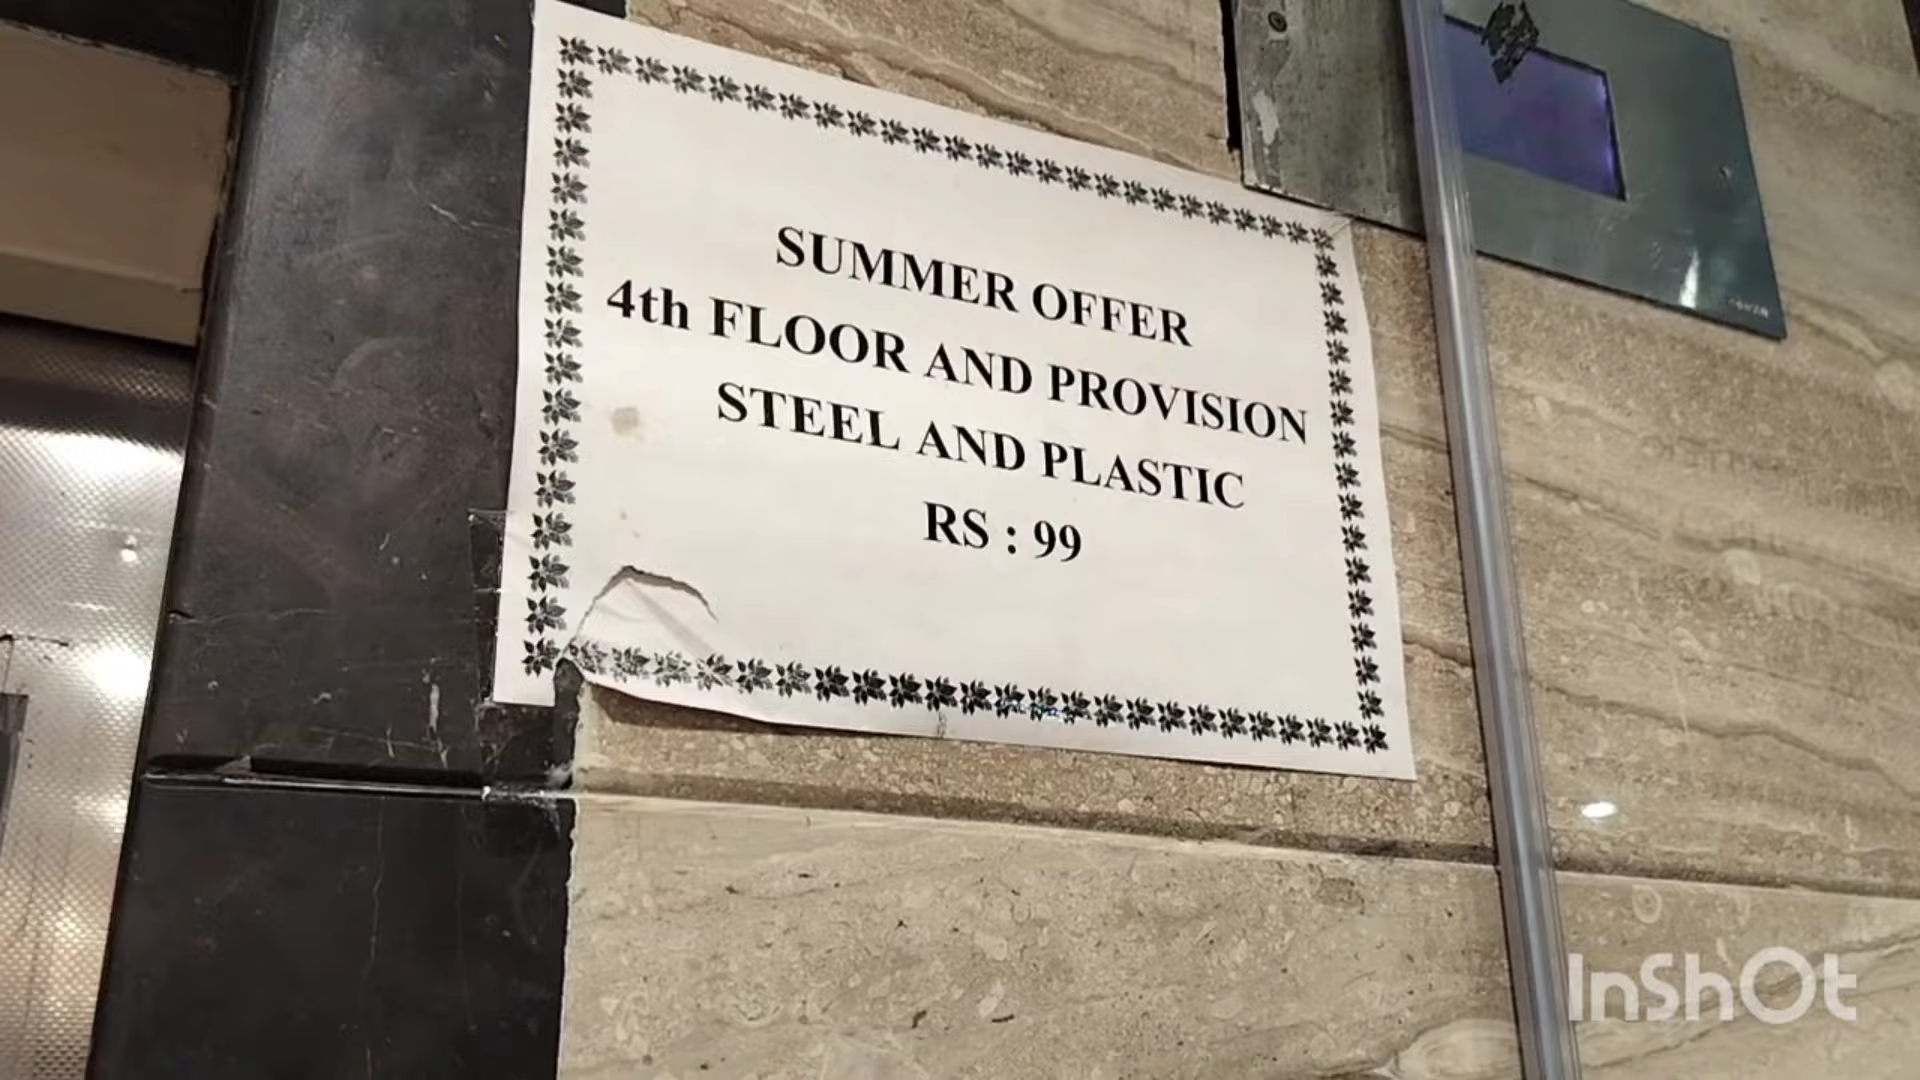 SUMMER OFFER
4th FLOOR AND PROVISION
STEEL AND PLASTIC
RS : 99
InShOt